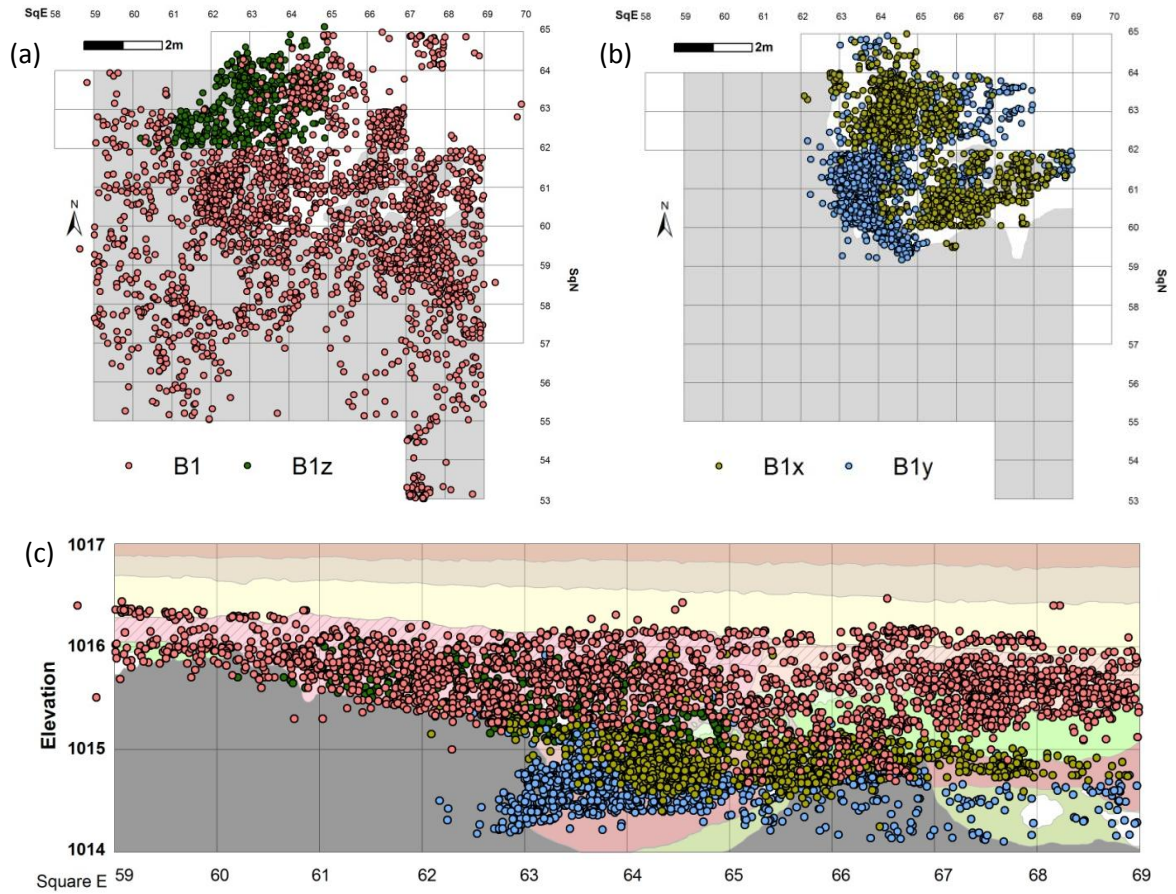 SqE
58 59 60 61 62 63 64 65 66 67 68 69 70
(a)
2m
65
64
63
62
61
60
59
58
57
56
55
54
53
N
SqN
B1 B1z
SqE
58 59 60 61 62 63 64 65 66 67 68 69 70
(b)
2m
65
64
63
62
61
60
59
58
57
56
55
54
53
N
SqN
B1x B1y
(c)
1017
1016
1015
1014
Elevation
Square E 59 60 61 62 63 64 65 66 67 68 69